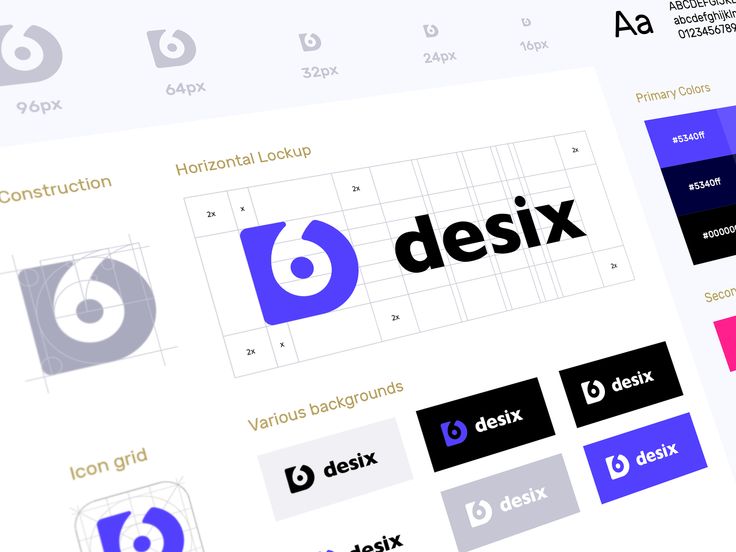 96px
64px
32px
24px
16px
Aa
0123456789
Construction
Horizontal Lockup
2x
x
2x
2x
desix
2x
x
2x
2x
Primary Colors
#5340ff
#5340ff
Various backgrounds
desix
desix
desix
desix
desix
Icon grid
desix